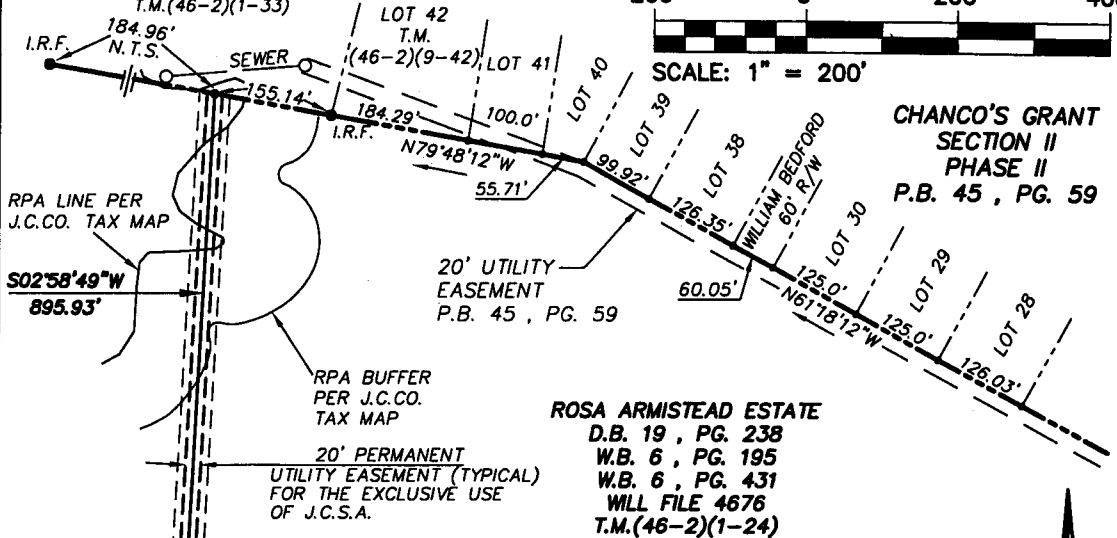 T.M.(46-2)(1-33)
200 0 200 400
SCALE: 1" = 200'
184.96'
N.T.S.
I.R.F.
SEWER
LOT 42
T.M.
(46-2)(9-42)
LOT 41
LOT 40
LOT 39
LOT 38
WILLIAM BEDFORD
60' R/W
LOT 30
LOT 29
LOT 28
CHANCO'S GRANT
SECTION II
PHASE II
P.B. 45 , PG. 59
155.14'
I.R.F.
184.29'
100.0'
N79°48'12"W
55.71'
99.92'
126.35'
60.05'
125.0'
N61°18'12"W
125.0'
126.03'
RPA LINE PER
J.C.CO. TAX MAP
S02°58'49"W
895.93'
20' UTILITY
EASEMENT
P.B. 45 , PG. 59
RPA BUFFER
PER J.C.CO.
TAX MAP
20' PERMANENT
UTILITY EASEMENT (TYPICAL)
FOR THE EXCLUSIVE USE
OF J.C.S.A.
ROSA ARMISTEAD ESTATE
D.B. 19 , PG. 238
W.B. 6 , PG. 195
W.B. 6 , PG. 431
WILL FILE 4676
T.M.(46-2)(1-24)